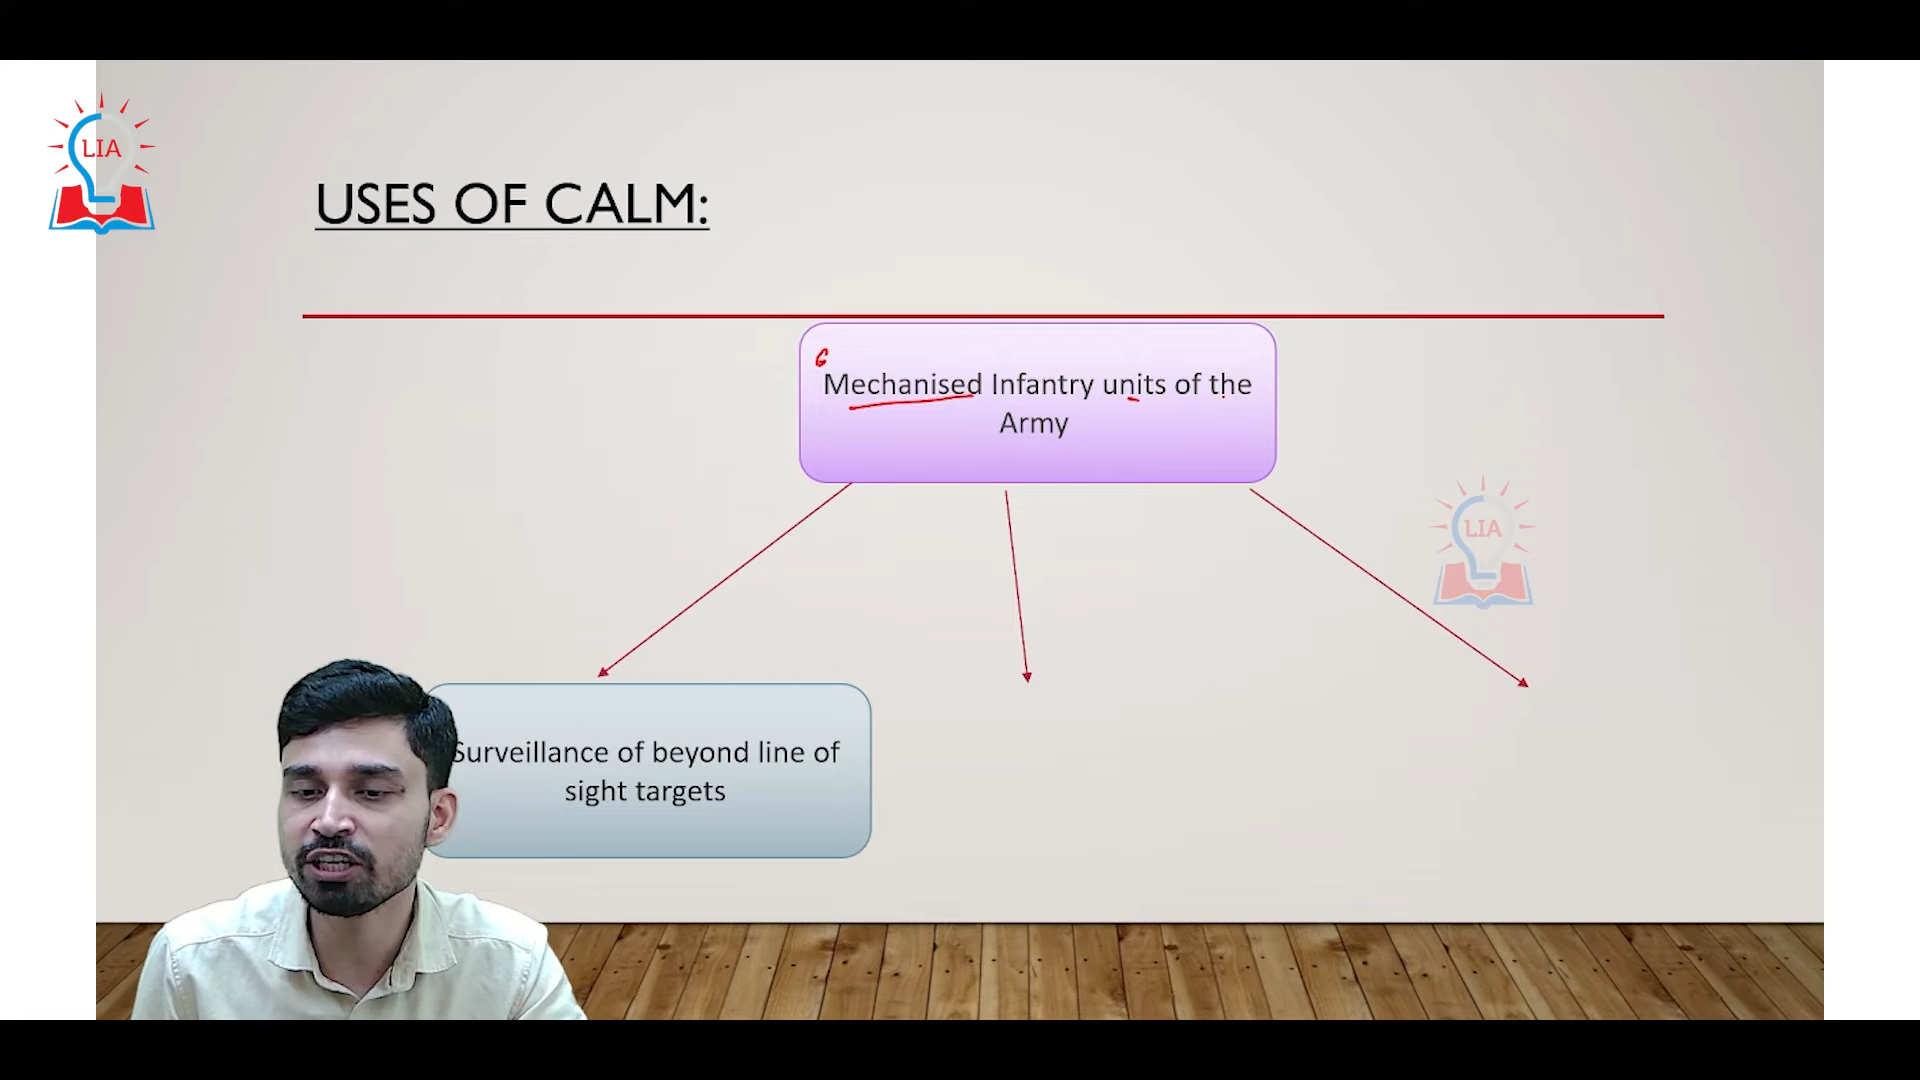 LIA
USES OF CALM:
Mechanised Infantry units of the
Army
LIA
Surveillance of beyond line of
sight targets